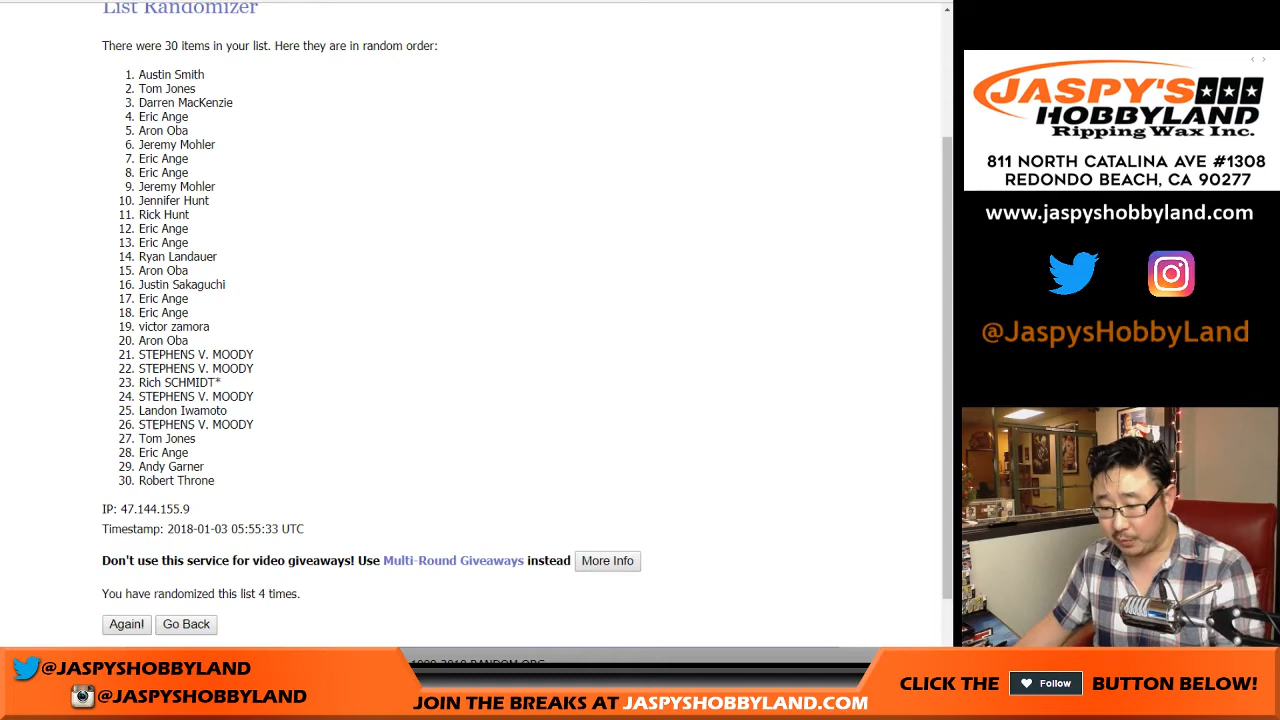 List Randomizer
There were 30 items in your list. Here they are in random order:
1. Austin Smith
2. Tom Jones
3. Darren MacKenzie
4. Eric Ange
5. Aron Oba
6. Jeremy Mohler
7. Eric Ange
8. Eric Ange
9. Jeremy Mohler
10. Jennifer Hunt
11. Rick Hunt
12. Eric Ange
13. Eric Ange
14. Ryan Landauer
15. Aron Oba
16. Justin Sakaguchi
17. Eric Ange
18. Eric Ange
19. victor zamora
20. Aron Oba
21. STEPHENS V. MOODY
22. STEPHENS V. MOODY
23. Rich SCHMIDT*
24. STEPHENS V. MOODY
25. Landon Iwamoto
26. STEPHENS V. MOODY
27. Tom Jones
28. Eric Ange
29. Andy Garner
30. Robert Throne
IP: 47.144.155.9
Timestamp: 2018-01-03 05:55:33 UTC
Don't use this service for video giveaways! Use Multi-Round Giveaways instead More Info
You have randomized this list 4 times.
Again! Go Back
JASPY'S
HOBBYLAND
Ripping Wax Inc.
811 NORTH CATALINA AVE #1308
REDONDO BEACH, CA 90277
www.jaspyshobbyland.com
@JaspysHobbyLand
@JASPYSHOBBYLAND
@JASPYSHOBBYLAND
JOIN THE BREAKS AT JASPYSHOBBYLAND.COM
CLICK THE Follow BUTTON BELOW!